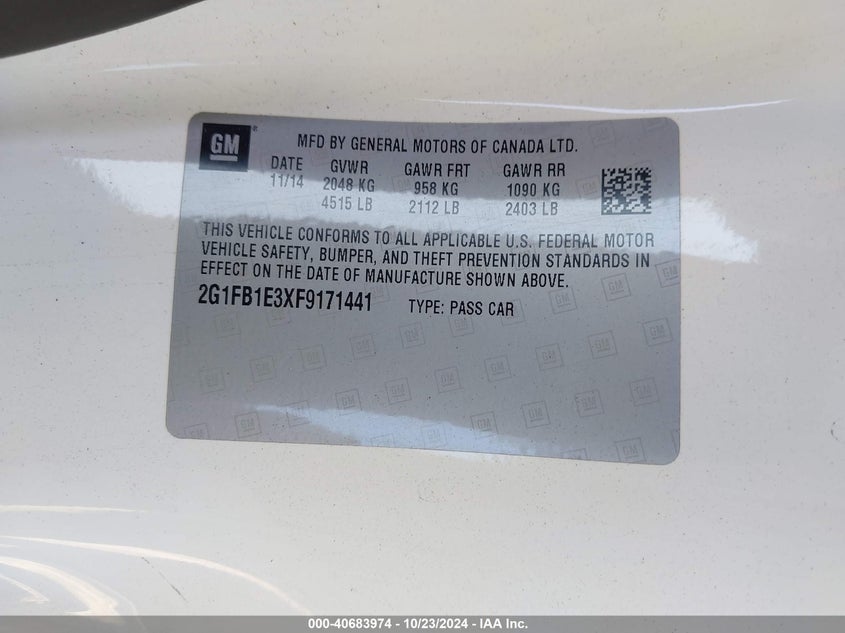 GM ® MFD BY GENERAL MOTORS OF CANADA LTD.
DATE GVWR GAWR FRT GAWR RR
11/14 2048 KG 958 KG 1090 KG
4515 LB 2112 LB 2403 LB
THIS VEHICLE CONFORMS TO ALL APPLICABLE U.S. FEDERAL MOTOR
VEHICLE SAFETY, BUMPER, AND THEFT PREVENTION STANDARDS IN
EFFECT ON THE DATE OF MANUFACTURE SHOWN ABOVE.
2G1FB1E3XF9171441 TYPE: PASS CAR
000-40683974 - 10/23/2024 - IAA Inc.